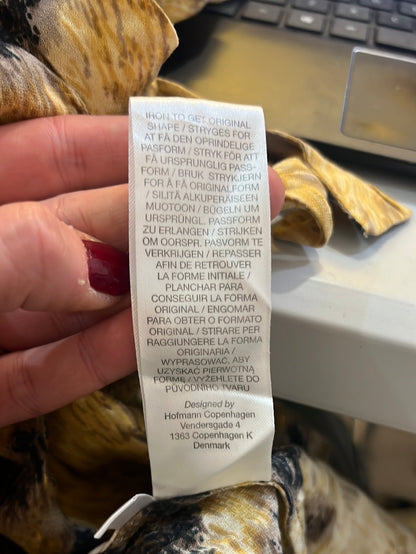 IRON TO GET ORIGINAL
SHAPE / STRYGES FOR
AT FÅ DEN OPRINDELIGE
PASFORM / STRYK FÖR ATT
FÅ URSPRUNGLIG PASS-
FORM / BRUK STRYKJERN
FOR Å FÅ ORIGINALFORM
/ SILITÄ ALKUPERÄISEEN
MUOTOON / BÜGELN UM
URSPRÜNGL. PASSFORM
ZU ERLANGEN / STRIJKEN
OM OORSPR. PASVORM TE
VERKRIJGEN / REPASSER
AFIN DE RETROUVER
LA FORME INITIALE /
PLANCHAR PARA
CONSEGUIR LA FORMA
ORIGINAL / ENGOMAR
PARA OBTER O FORMATO
ORIGINAL / STIRARE PER
RAGGIUNGERE LA FORMA
ORIGINARIA /
WYPRASOWAĆ, ABY
UZYSKAĆ PIERWOTNĄ
FORMĘ / VYŽEHLETE DO
PŮVODNÍHO TVARU
Designed by
Hofmann Copenhagen
Vendersgade 4
1363 Copenhagen K
Denmark